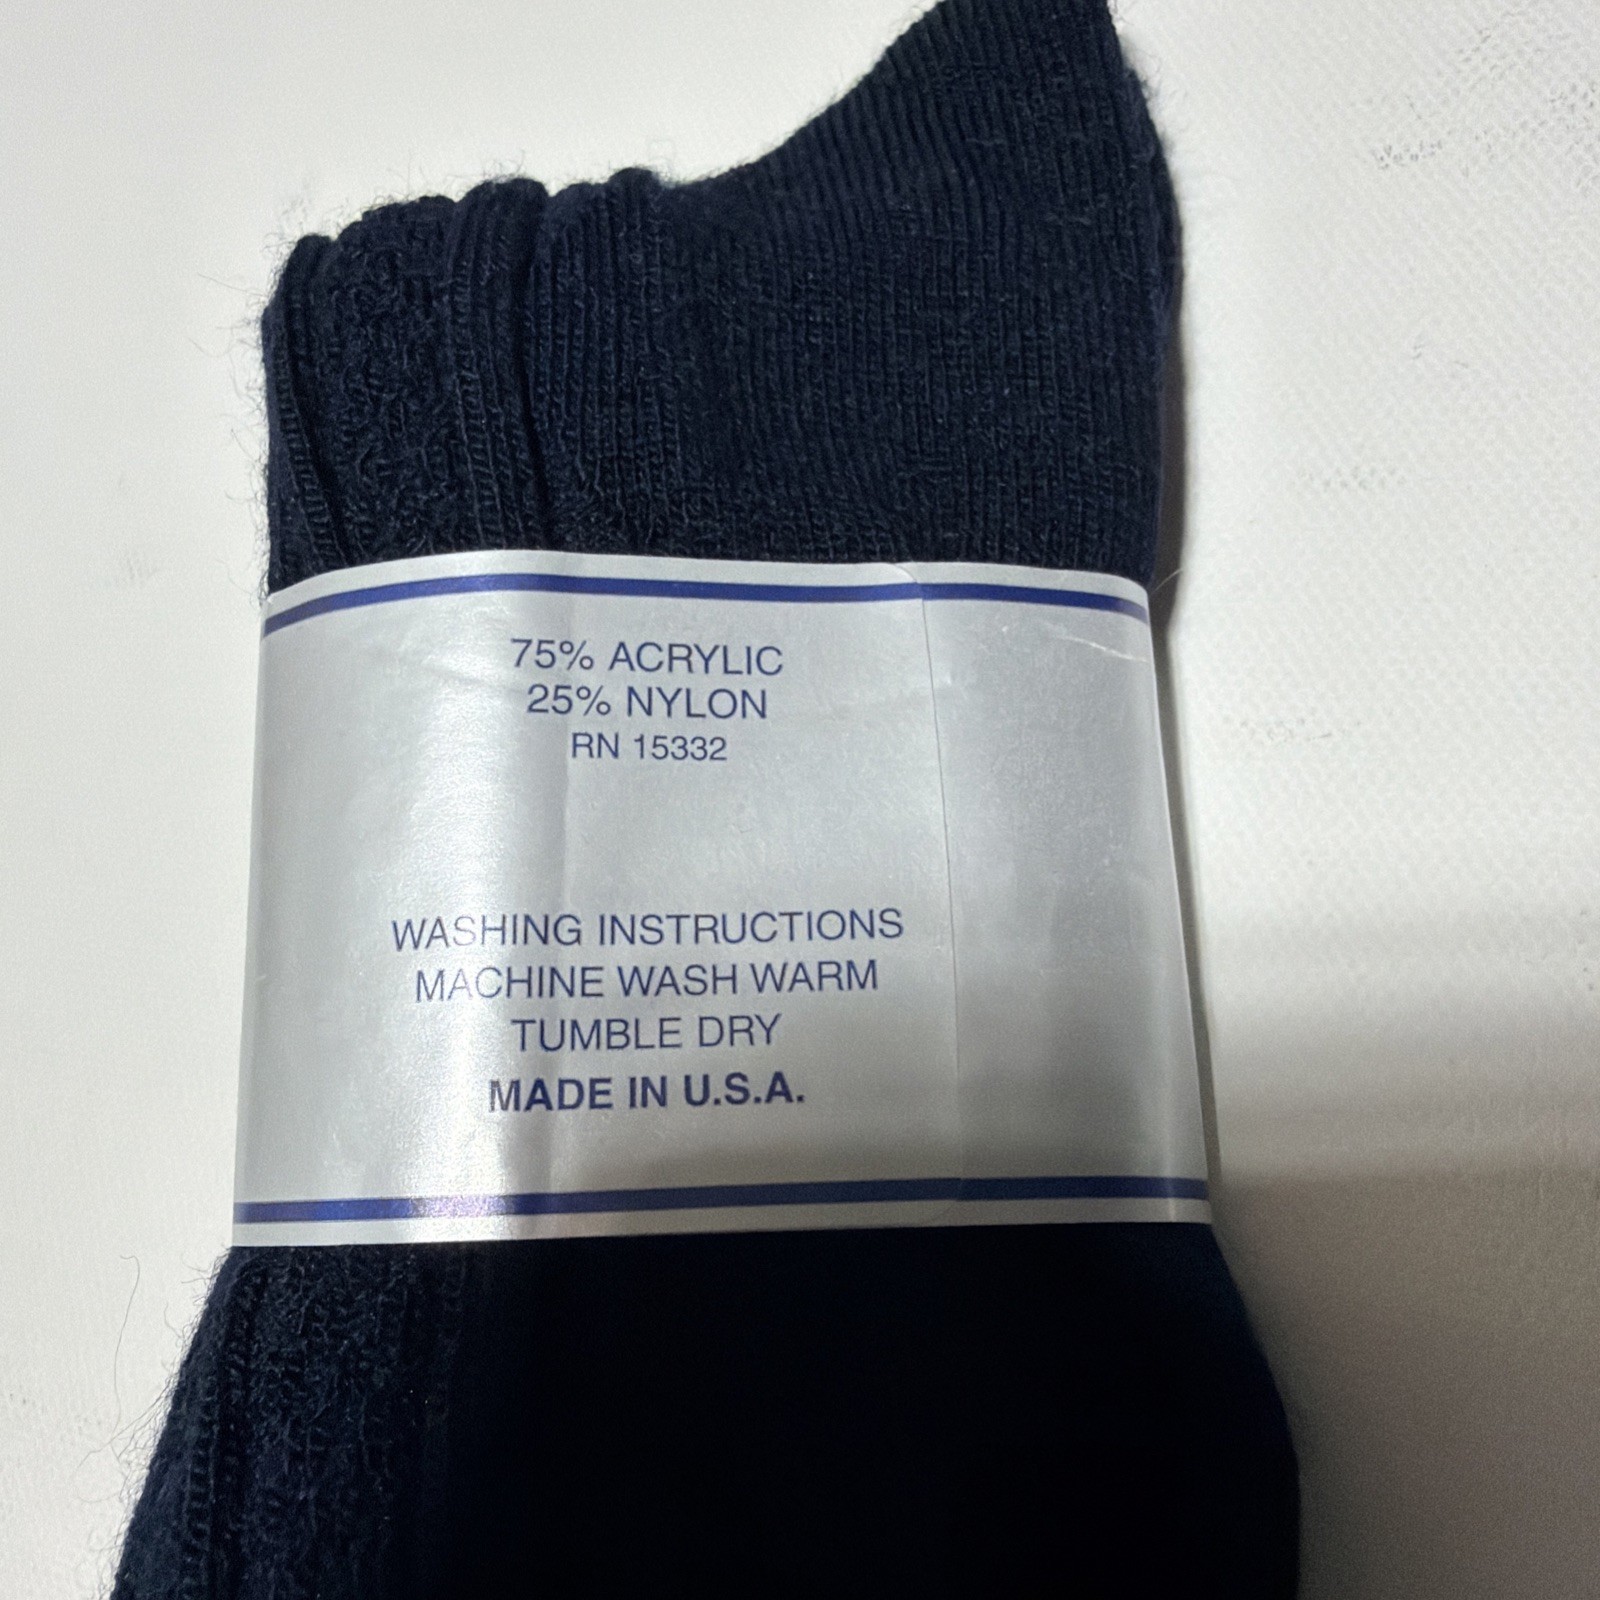 75% ACRYLIC
25% NYLON
RN 15332
WASHING INSTRUCTIONS
MACHINE WASH WARM
TUMBLE DRY
MADE IN U.S.A.